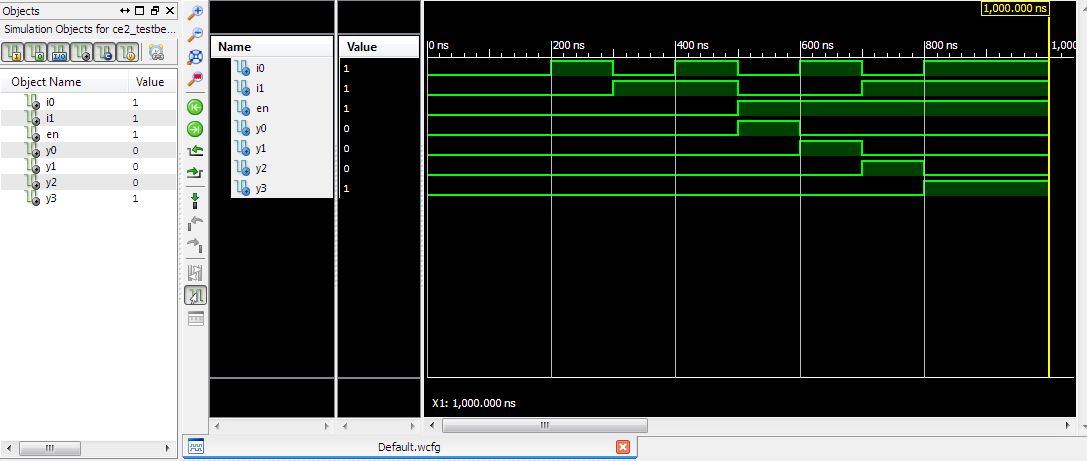 Objects
Simulation Objects for ce2_testbe...
Object Name Value
i0 1
i1 1
en 1
y0 0
y1 0
y2 0
y3 1
Name Value
i0 1
i1 1
en 1
y0 0
y1 0
y2 0
y3 1
1,000.000 ns
0 ns 200 ns 400 ns 600 ns 800 ns 1,000
X1: 1,000.000 ns
Default.wcfg